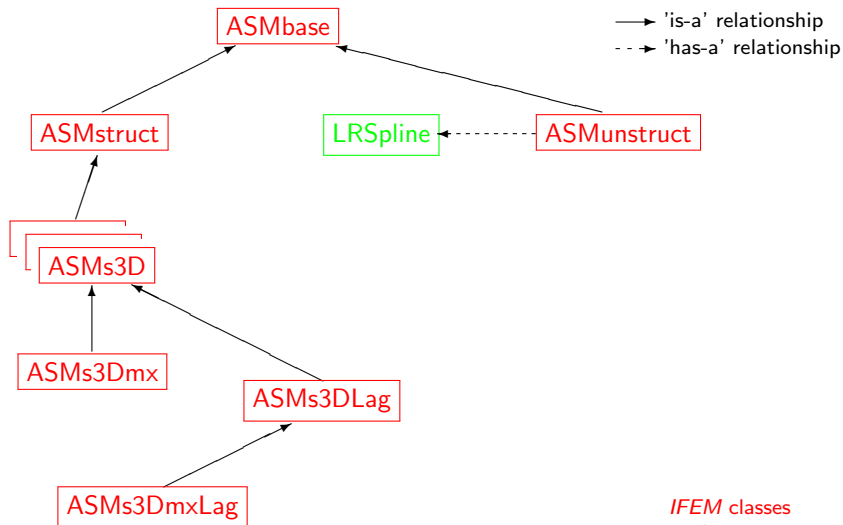 ASMbase
'is-a' relationship
'has-a' relationship
ASMstruct
LRSpline
ASMunstruct
ASMs3D
ASMs3Dmx
ASMs3DLag
ASMs3DmxLag
IFEM classes